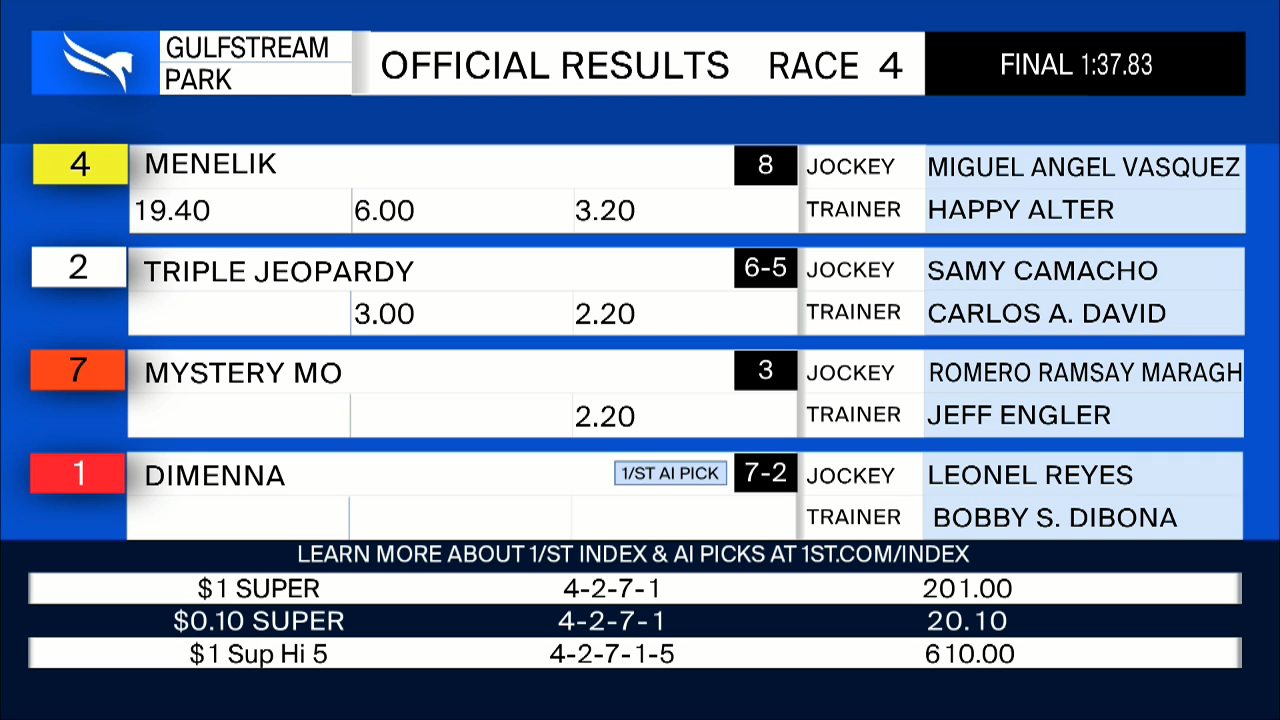 GULFSTREAM PARK OFFICIAL RESULTS RACE 4 FINAL 1:37.83
4 MENELIK 8 JOCKEY MIGUEL ANGEL VASQUEZ
19.40 6.00 3.20 TRAINER HAPPY ALTER
2 TRIPLE JEOPARDY 6-5 JOCKEY SAMY CAMACHO
3.00 2.20 TRAINER CARLOS A. DAVID
7 MYSTERY MO 3 JOCKEY ROMERO RAMSAY MARAGH
2.20 TRAINER JEFF ENGLER
1 DIMENNA 1/ST AI PICK 7-2 JOCKEY LEONEL REYES
TRAINER BOBBY S. DIBONA
LEARN MORE ABOUT 1/ST INDEX & AI PICKS AT 1ST.COM/INDEX
$1 SUPER 4-2-7-1 201.00
$0.10 SUPER 4-2-7-1 20.10
$1 Sup Hi 5 4-2-7-1-5 610.00